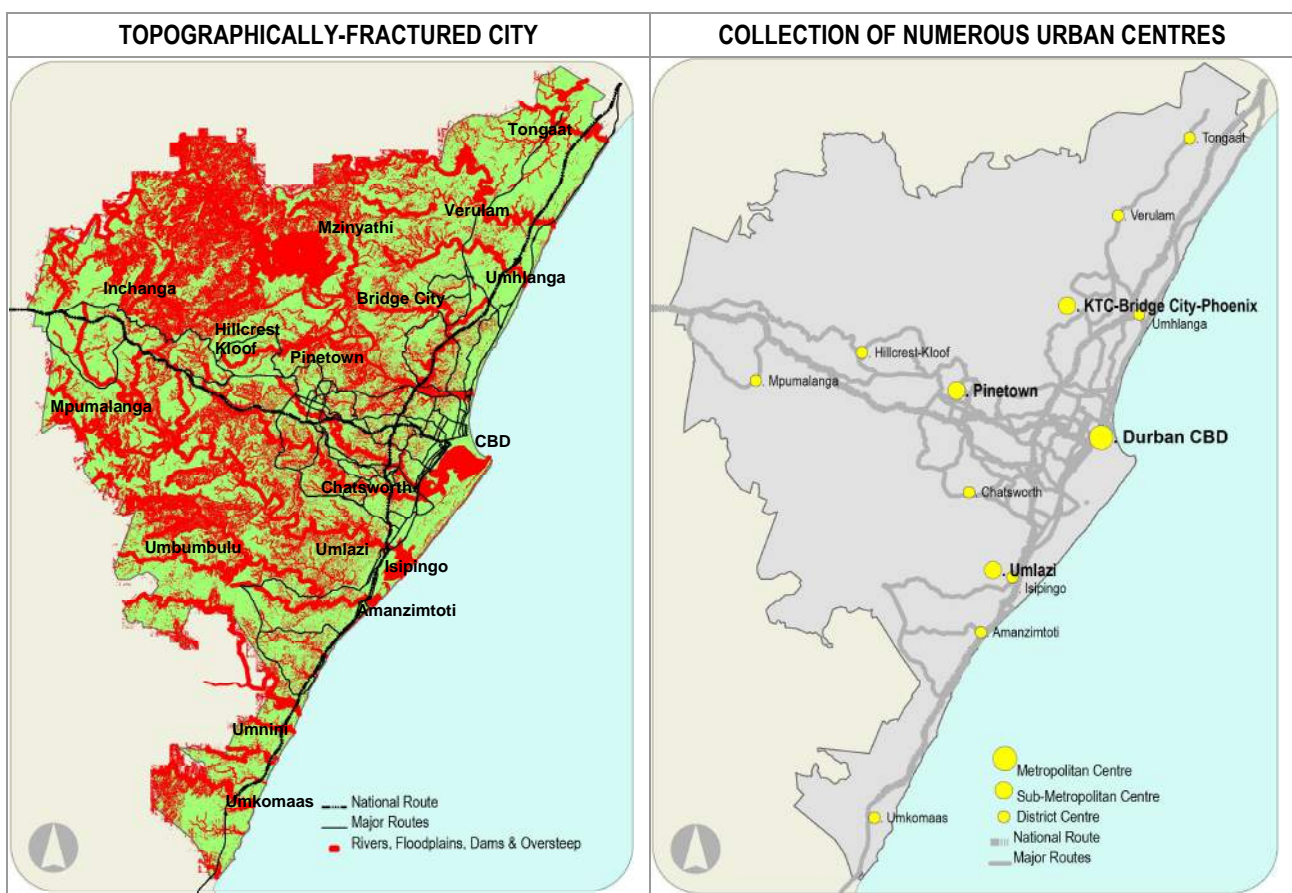 TOPOGRAPHICALLY-FRACTURED CITY
Tongaat
Verulam
Mzinyathi
Umhlanga
Inchanga
Bridge City
Hillcrest
Kloof
Pinetown
Mpumalanga
CBD
Chatsworth
Umbumbulu
Umlazi
Isipingo
Amanzimtoti
Umnini
Umkomaas
National Route
Major Routes
Rivers, Floodplains, Dams & Oversteep
COLLECTION OF NUMEROUS URBAN CENTRES
. Tongaat
. Verulam
. KTC-Bridge City-Phoenix
Umhlanga
. Hillcrest-Kloof
. Mpumalanga
. Pinetown
. Durban CBD
. Chatsworth
. Umlazi
. Isipingo
. Amanzimtoti
. Umkomaas
Metropolitan Centre
Sub-Metropolitan Centre
District Centre
National Route
Major Routes